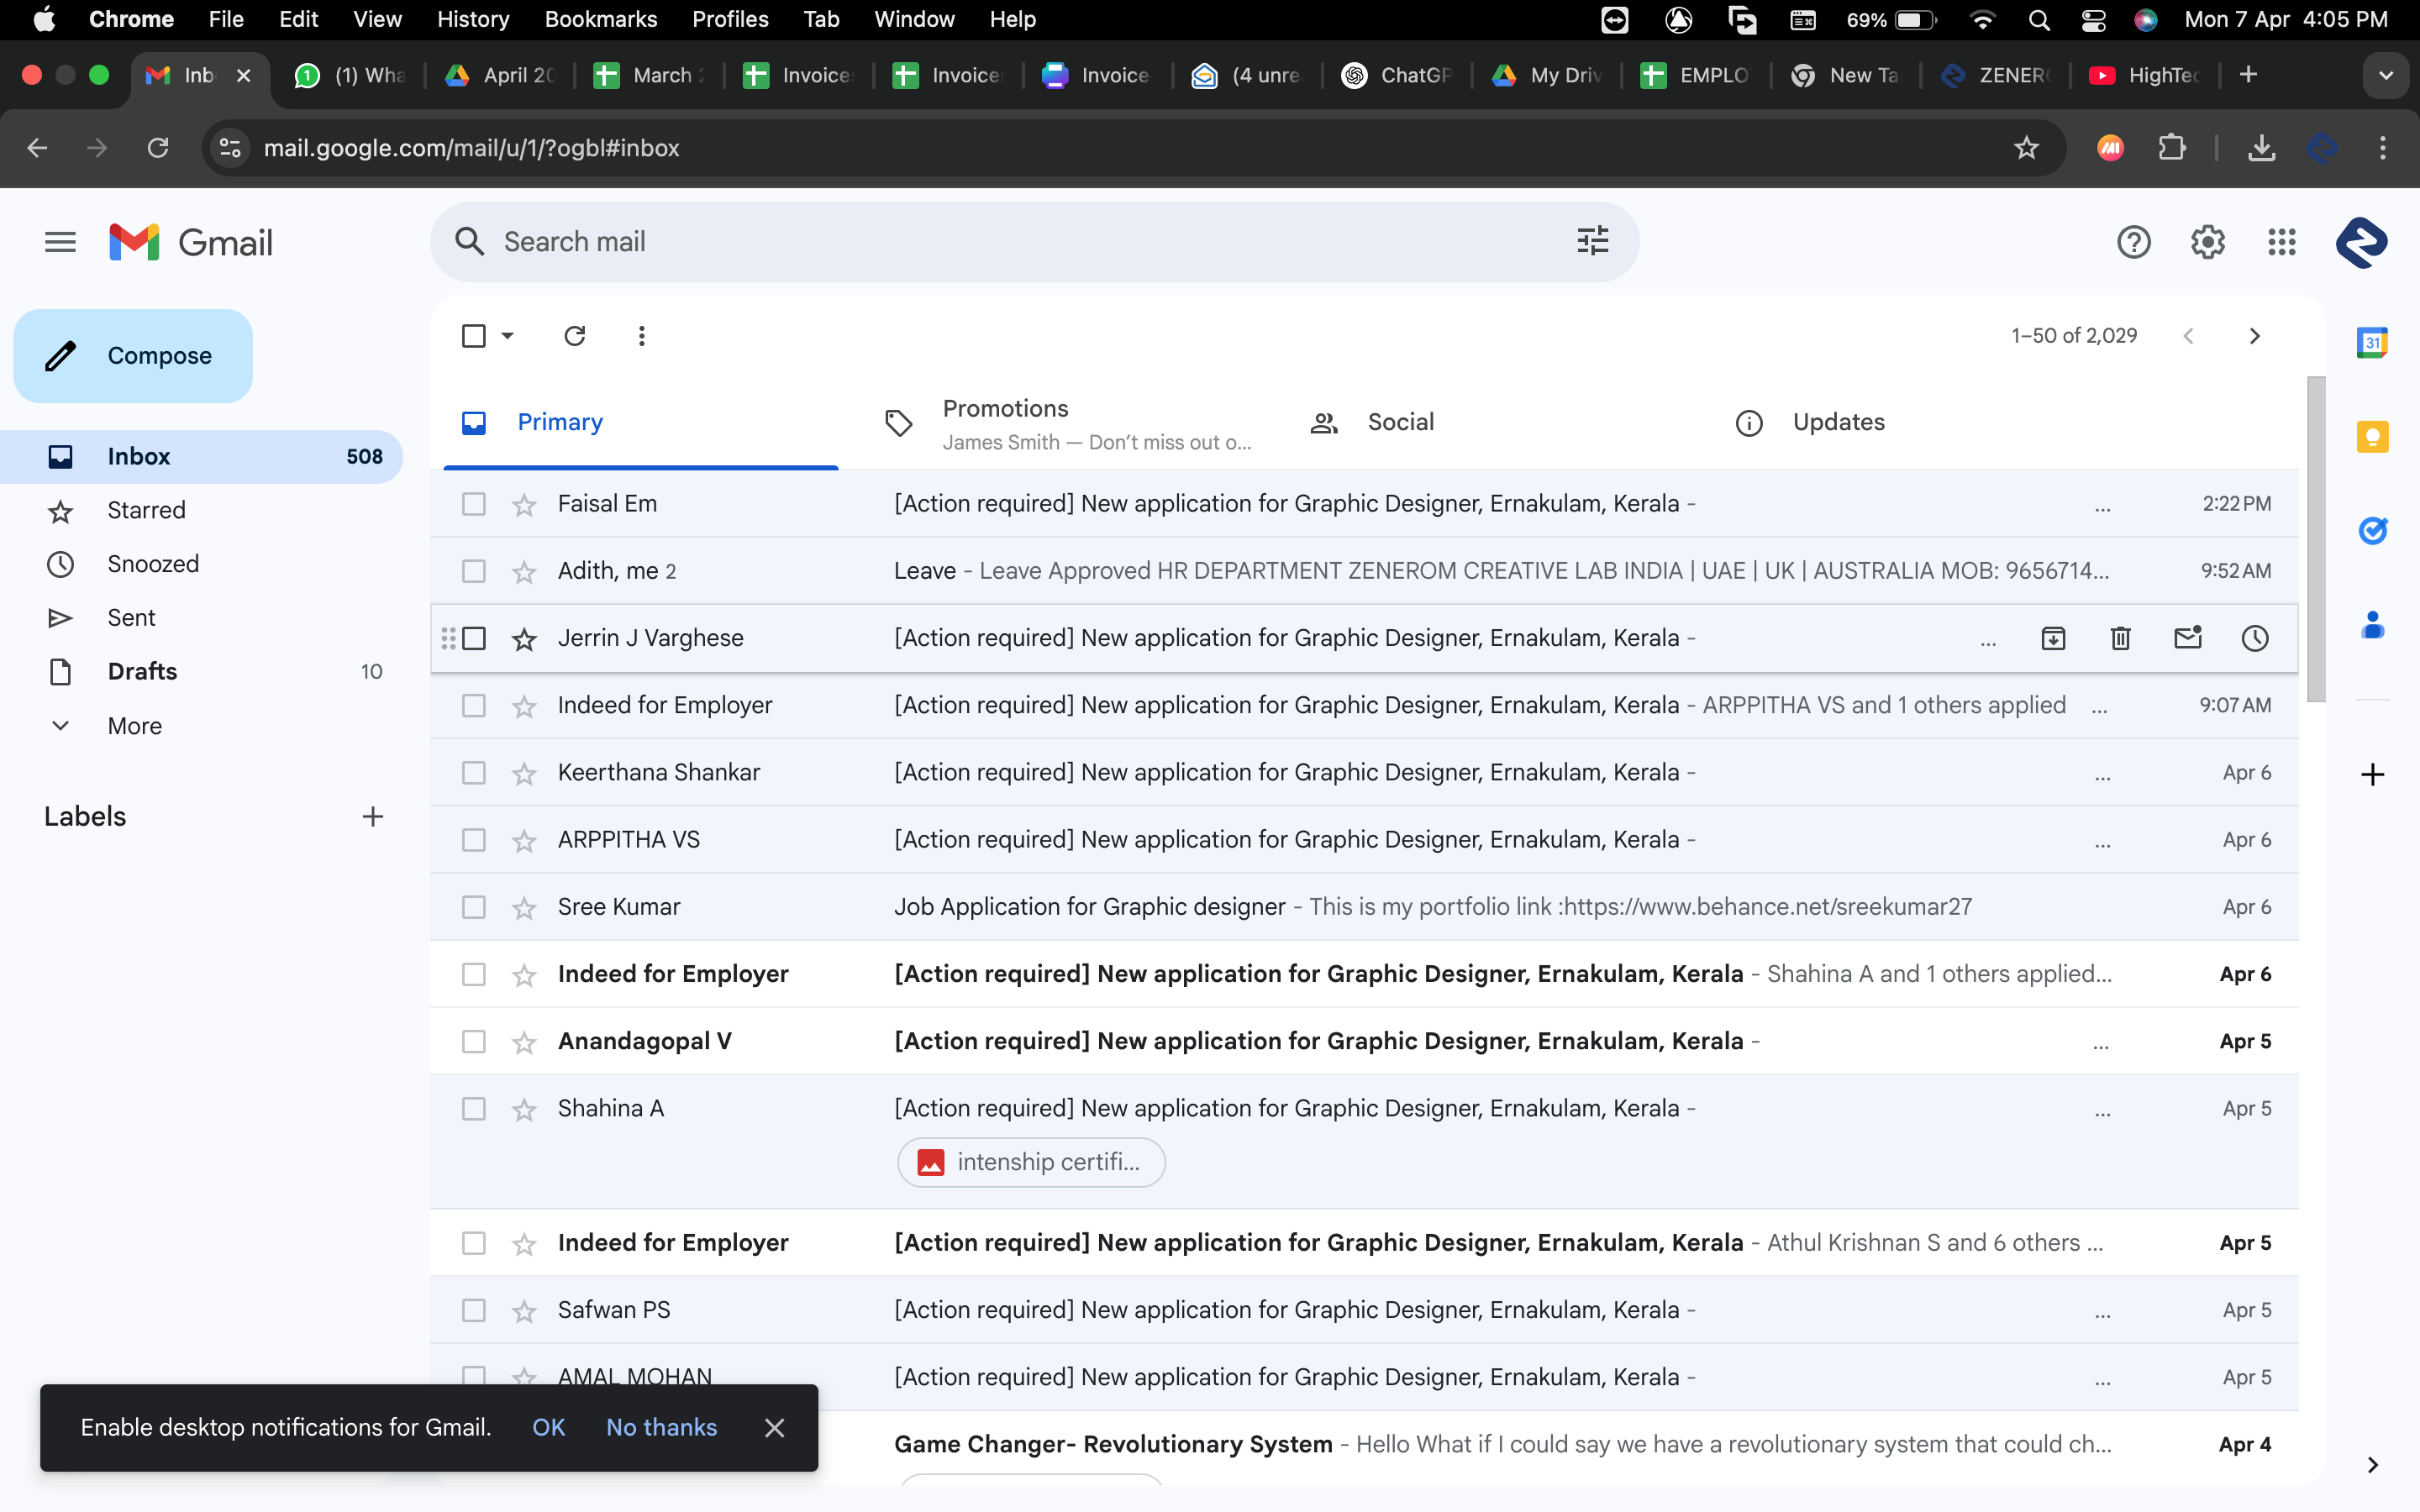 Chrome File Edit View History Bookmarks Profiles Tab Window Help 69% Mon 7 Apr 4:05 PM
Inb (1) Wha April 20 March 2 Invoice Invoice Invoice (4 unre ChatGP My Driv EMPLO New Ta ZENER HighTec
mail.google.com/mail/u/1/?ogbl#inbox
Gmail Search mail
Compose
1–50 of 2,029
Primary
Promotions
James Smith — Don’t miss out o...
Social
Updates
Inbox 508
Starred
Snoozed
Sent
Drafts 10
More
Labels
31
Faisal Em [Action required] New application for Graphic Designer, Ernakulam, Kerala - ... 2:22 PM
Adith, me 2 Leave - Leave Approved HR DEPARTMENT ZENEROM CREATIVE LAB INDIA | UAE | UK | AUSTRALIA MOB: 9656714... 9:52 AM
Jerrin J Varghese [Action required] New application for Graphic Designer, Ernakulam, Kerala - ...
Indeed for Employer [Action required] New application for Graphic Designer, Ernakulam, Kerala - ARPPITHA VS and 1 others applied ... 9:07 AM
Keerthana Shankar [Action required] New application for Graphic Designer, Ernakulam, Kerala - ... Apr 6
ARPPITHA VS [Action required] New application for Graphic Designer, Ernakulam, Kerala - ... Apr 6
Sree Kumar Job Application for Graphic designer - This is my portfolio link :https://www.behance.net/sreekumar27 Apr 6
Indeed for Employer [Action required] New application for Graphic Designer, Ernakulam, Kerala - Shahina A and 1 others applied... Apr 6
Anandagopal V [Action required] New application for Graphic Designer, Ernakulam, Kerala - ... Apr 5
Shahina A [Action required] New application for Graphic Designer, Ernakulam, Kerala - ... Apr 5
intenship certifi...
Indeed for Employer [Action required] New application for Graphic Designer, Ernakulam, Kerala - Athul Krishnan S and 6 others ... Apr 5
Safwan PS [Action required] New application for Graphic Designer, Ernakulam, Kerala - ... Apr 5
AMAL MOHAN [Action required] New application for Graphic Designer, Ernakulam, Kerala - ... Apr 5
Game Changer- Revolutionary System - Hello What if I could say we have a revolutionary system that could ch... Apr 4
Enable desktop notifications for Gmail. OK No thanks